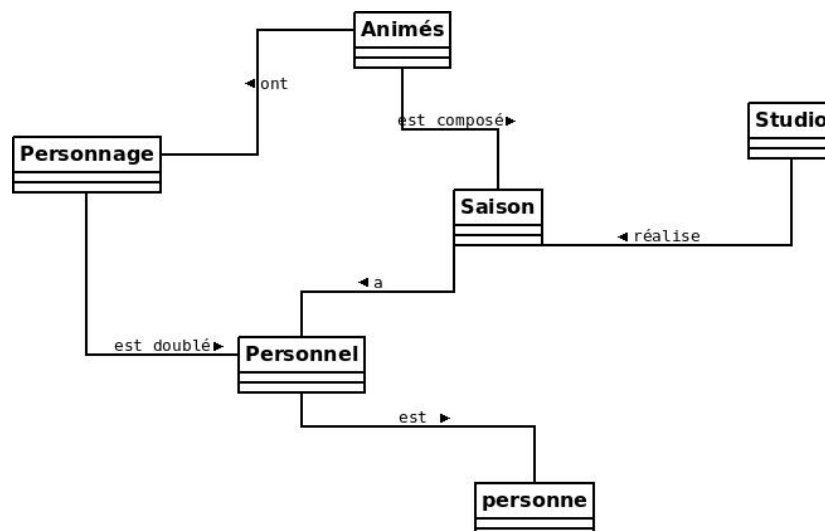 Animés
ont
est composé
Studio
Personnage
Saison
réalise
a
est doublé
Personnel
est
personne